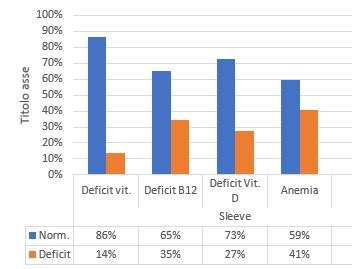 100%
90%
80%
70%
60%
50%
40%
30%
20%
10%
0%
Titolo asse
Deficit vit. Deficit B12 Deficit Vit. D Anemia
Sleeve
Norm. 86% 65% 73% 59%
Deficit 14% 35% 27% 41%